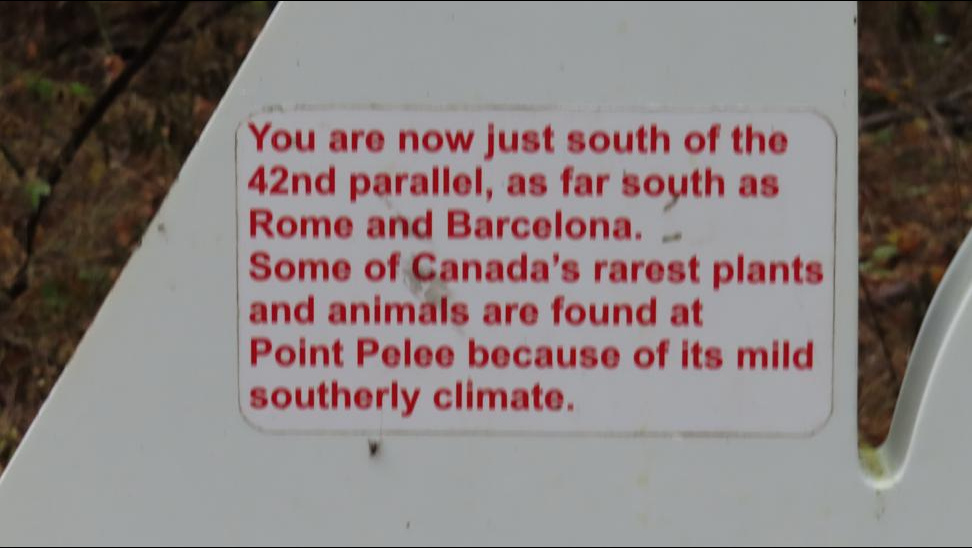 You are now just south of the
42nd parallel, as far south as
Rome and Barcelona.
Some of Canada's rarest plants
and animals are found at
Point Pelee because of its mild
southerly climate.